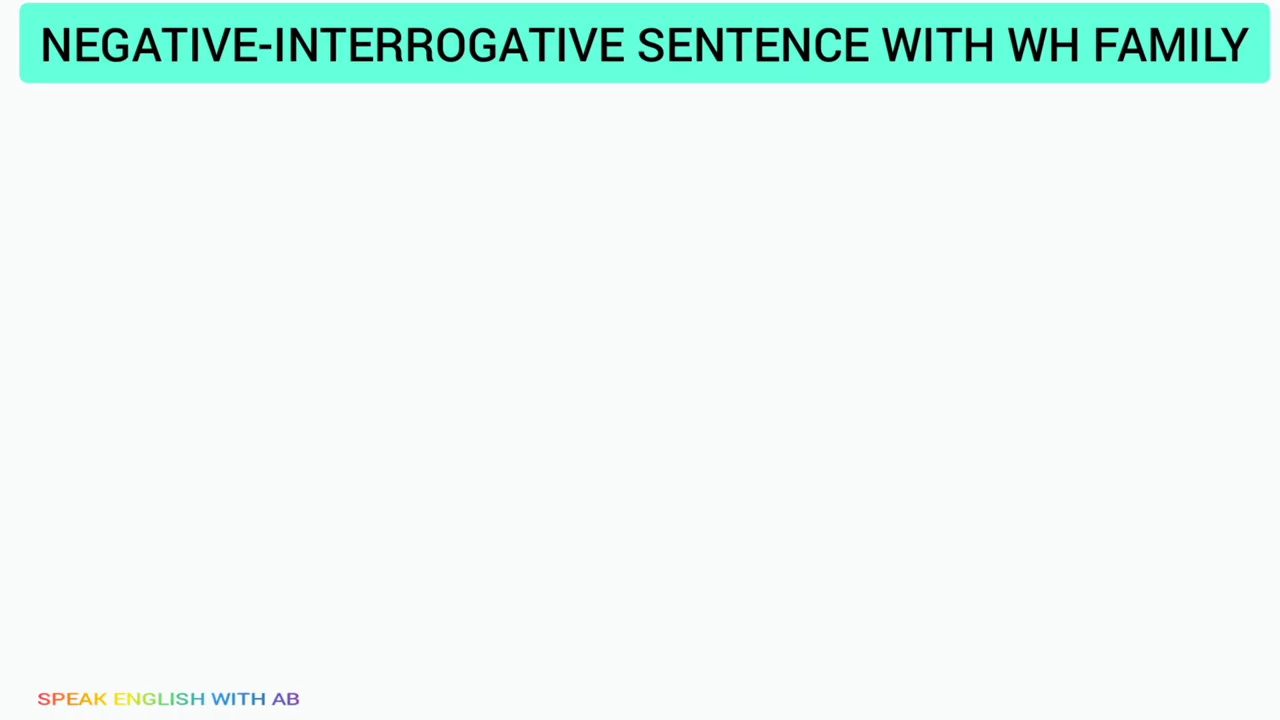 NEGATIVE-INTERROGATIVE SENTENCE WITH WH FAMILY
SPEAK ENGLISH WITH AB